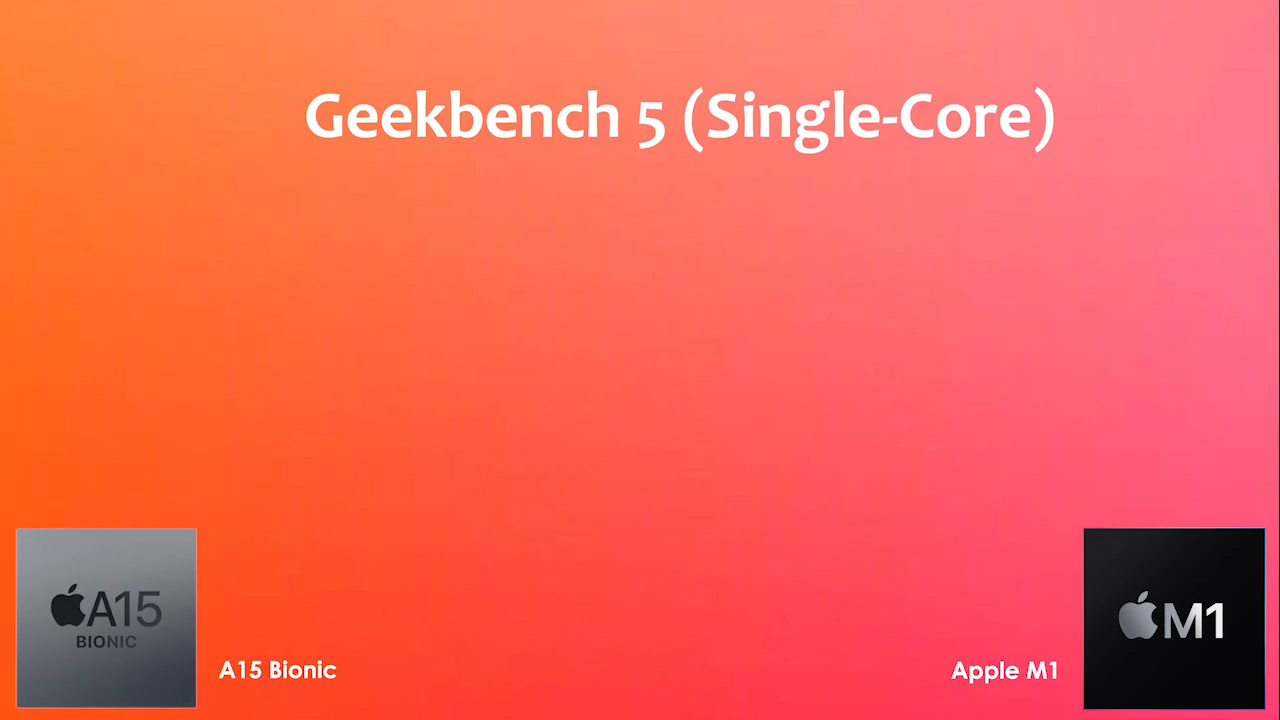 Geekbench 5 (Single-Core)
A15
BIONIC
A15 Bionic
Apple M1
M1